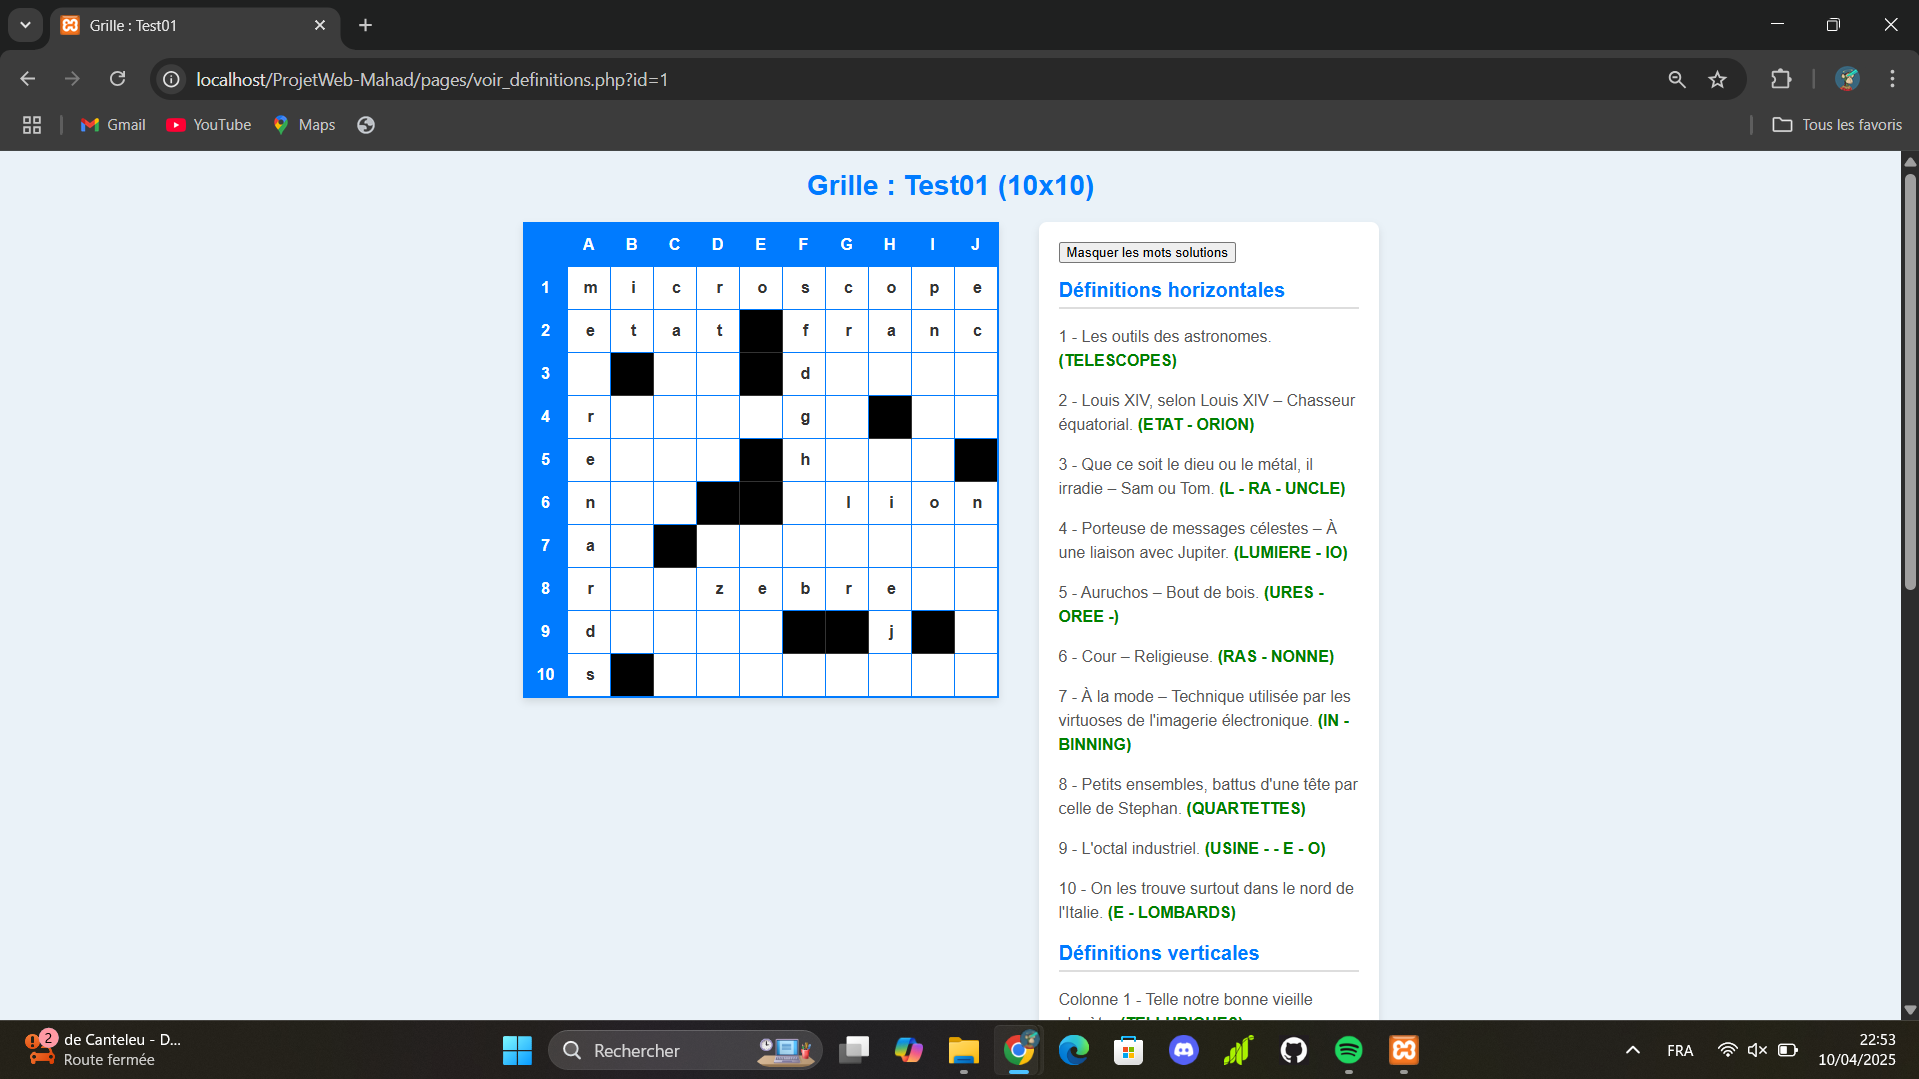 Grille : Test01
localhost/ProjetWeb-Mahad/pages/voir_definitions.php?id=1
Gmail YouTube Maps Tous les favoris
Grille : Test01 (10x10)
A B C D E F G H I J
1 m i c r o s c o p e
2 e t a t f r a n c
3 d
4 r g
5 e h
6 n l i o n
7 a
8 r z e b r e
9 d j
10 s
Masquer les mots solutions
Définitions horizontales
1 - Les outils des astronomes.
(TELESCOPES)
2 - Louis XIV, selon Louis XIV – Chasseur
équatorial. (ETAT - ORION)
3 - Que ce soit le dieu ou le métal, il
irradie – Sam ou Tom. (L - RA - UNCLE)
4 - Porteuse de messages célestes – À
une liaison avec Jupiter. (LUMIERE - IO)
5 - Auruchos – Bout de bois. (URES -
OREE -)
6 - Cour – Religieuse. (RAS - NONNE)
7 - À la mode – Technique utilisée par les
virtuoses de l'imagerie électronique. (IN -
BINNING)
8 - Petits ensembles, battus d'une tête par
celle de Stephan. (QUARTETTES)
9 - L'octal industriel. (USINE - - E - O)
10 - On les trouve surtout dans le nord de
l'Italie. (E - LOMBARDS)
Définitions verticales
Colonne 1 - Telle notre bonne vieille
2
de Canteleu - D...
Route fermée
Rechercher
FRA
22:53
10/04/2025